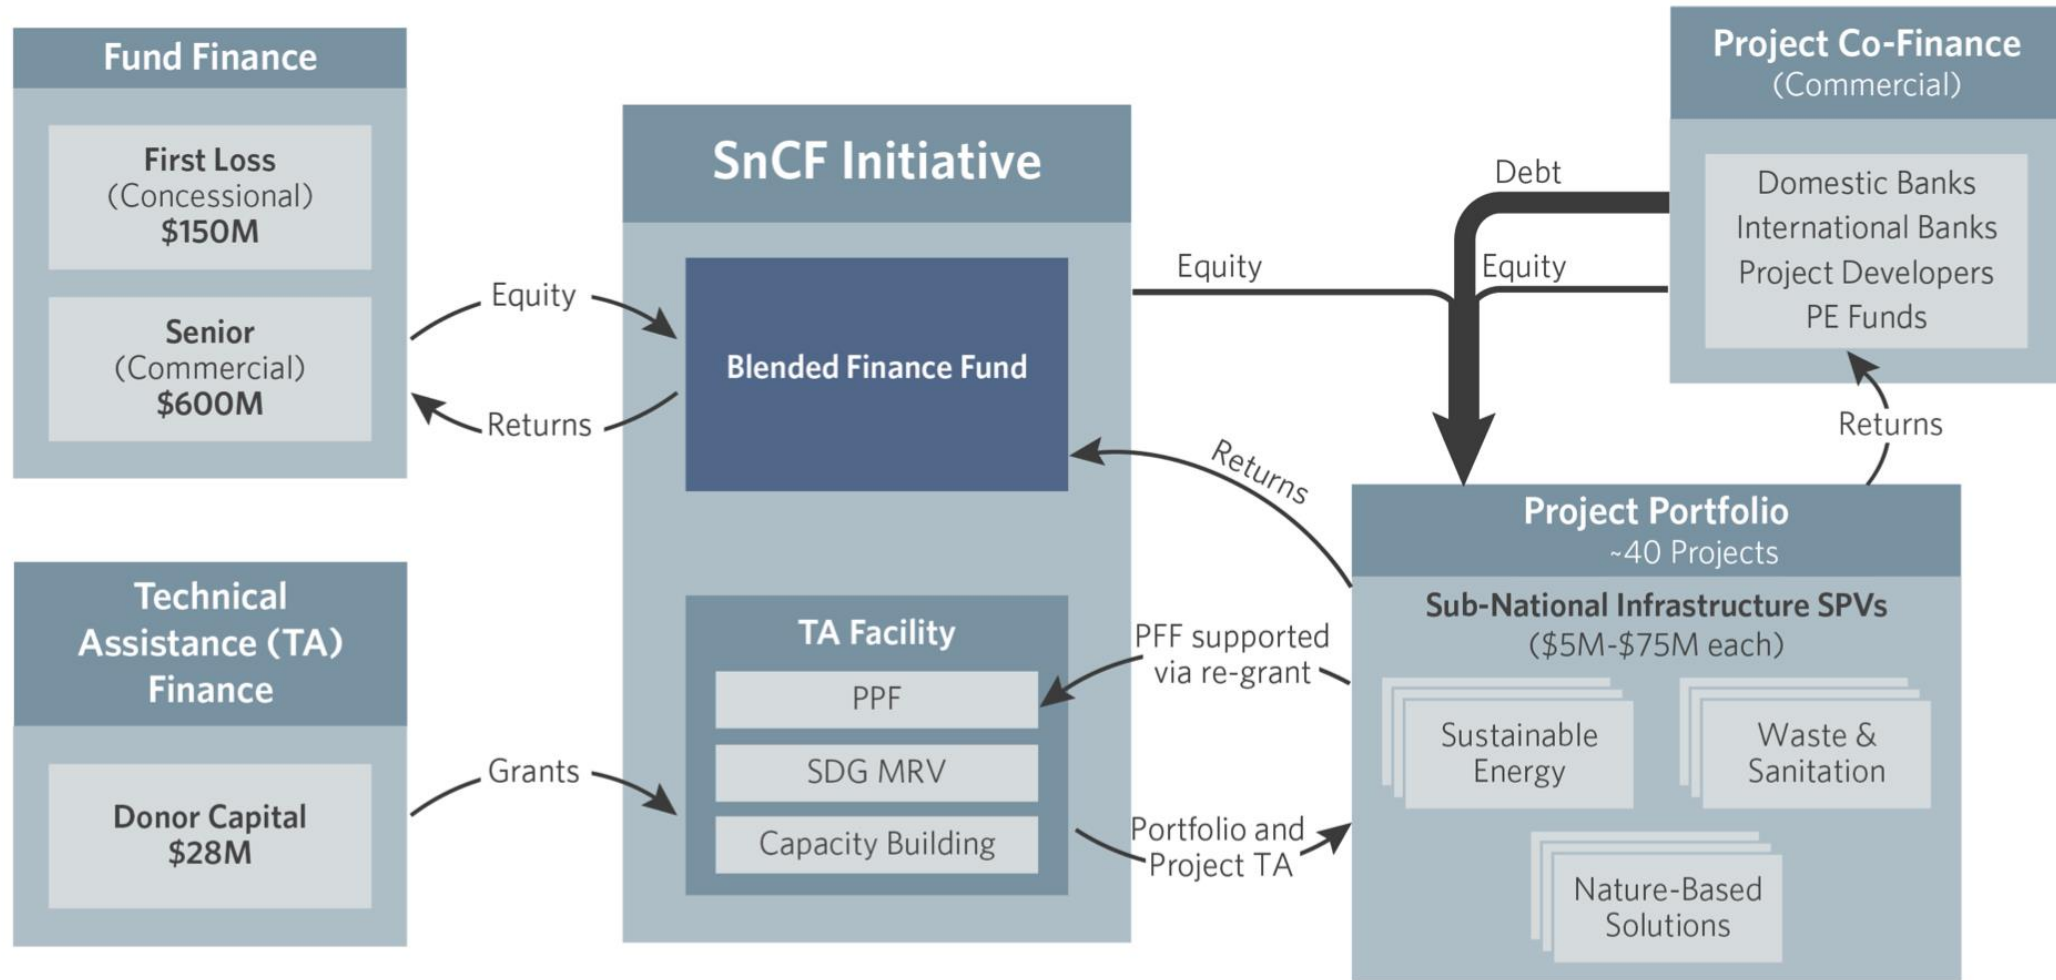 Fund Finance
First Loss
(Concessional)
$150M
Senior
(Commercial)
$600M
Equity
Returns
Technical
Assistance (TA)
Finance
Donor Capital
$28M
Grants
SnCF Initiative
Blended Finance Fund
TA Facility
PPF
SDG MRV
Capacity Building
Equity
Debt
Equity
Returns
PFF supported
via re-grant
Portfolio and
Project TA
Project Co-Finance
(Commercial)
Domestic Banks
International Banks
Project Developers
PE Funds
Returns
Project Portfolio
~40 Projects
Sub-National Infrastructure SPVs
($5M-$75M each)
Sustainable
Energy
Waste &
Sanitation
Nature-Based
Solutions